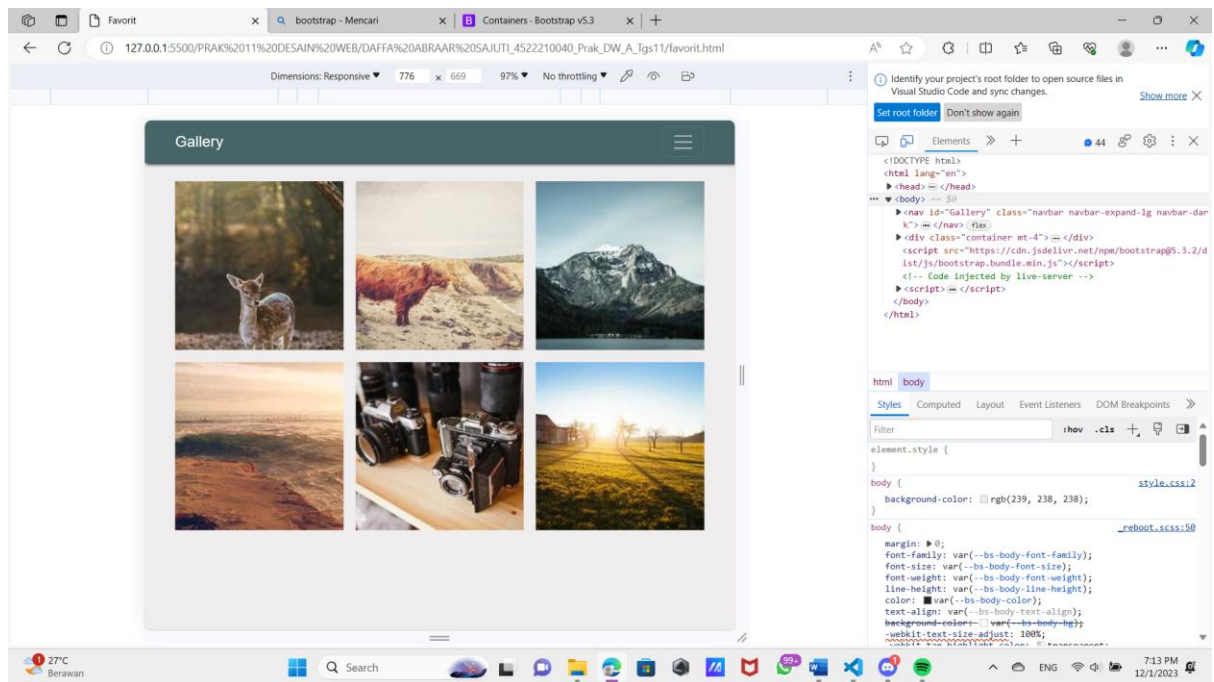 Favorit
bootstrap - Mencari
B Containers - Bootstrap v5.3
127.0.0.1:5500/PRAK%2011%20DESAIN%20WEB/DAFFA%20ABRAAR%20SAJUTI_4522210040_Prak_DW_A_Tgs11/favorit.html
Dimensions: Responsive 776 x 669 97% No throttling
Identify your project's root folder to open source files in
Visual Studio Code and sync changes.
Show more
Set root folder Don't show again
Elements 44
Gallery
<!DOCTYPE html>
<html lang="en">
<head> </head>
<body> == $0
<nav id="Gallery" class="navbar navbar-expand-lg navbar-dar
k"> </nav> flex
<div class="container mt-4"> </div>
<script src="https://cdn.jsdelivr.net/npm/bootstrap@5.3.2/d
ist/js/bootstrap.bundle.min.js"></script>
<!-- Code injected by live-server -->
<script> </script>
</body>
</html>
html body
Styles Computed Layout Event Listeners DOM Breakpoints
Filter :hov .cls
element.style {
}
body { style.css:2
background-color: rgb(239, 238, 238);
}
body { _reboot.scss:50
margin: 0;
font-family: var(--bs-body-font-family);
font-size: var(--bs-body-font-size);
font-weight: var(--bs-body-font-weight);
line-height: var(--bs-body-line-height);
color: var(--bs-body-color);
text-align: var(--bs-body-text-align);
background-color: var(--bs-body-bg);
-webkit-text-size-adjust: 100%;
-webkit-tap-highlight-color: transparent;
1 27°C
Berawan
Search
99+
ENG
7:13 PM
12/1/2023